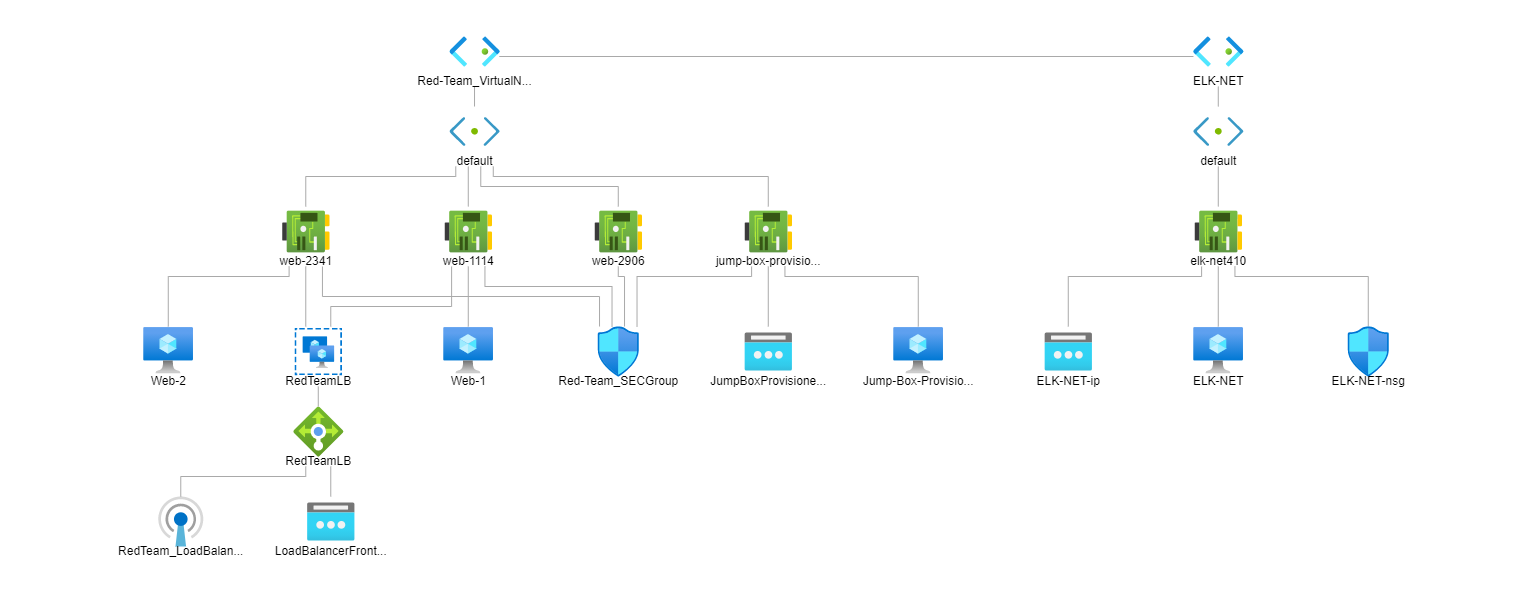 Red-Team_VirtualN...
ELK-NET
default
default
web-2341
web-1114
web-2906
jump-box-provisio...
elk-net410
Web-2
RedTeamLB
Web-1
Red-Team_SECGroup
JumpBoxProvisione...
Jump-Box-Provisio...
ELK-NET-ip
ELK-NET
ELK-NET-nsg
RedTeamLB
RedTeam_LoadBalan...
LoadBalancerFront...